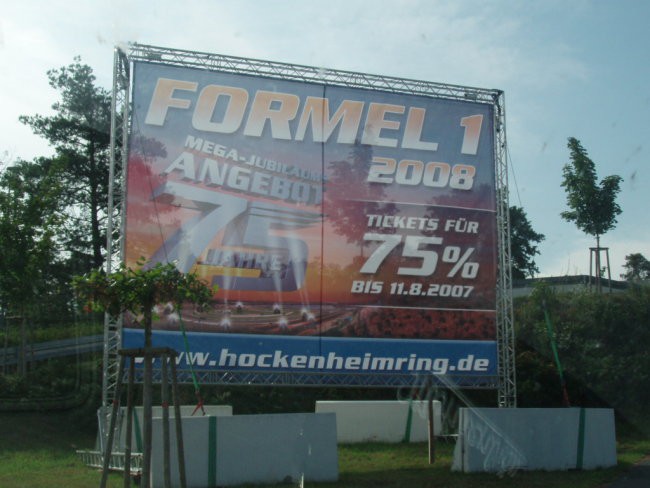 FORMEL 1
2008
MEGA-JUBILÄUMS
ANGEBOT
75
JAHRE
TICKETS FÜR
75%
BIS 11.8.2007
www.hockenheimring.de